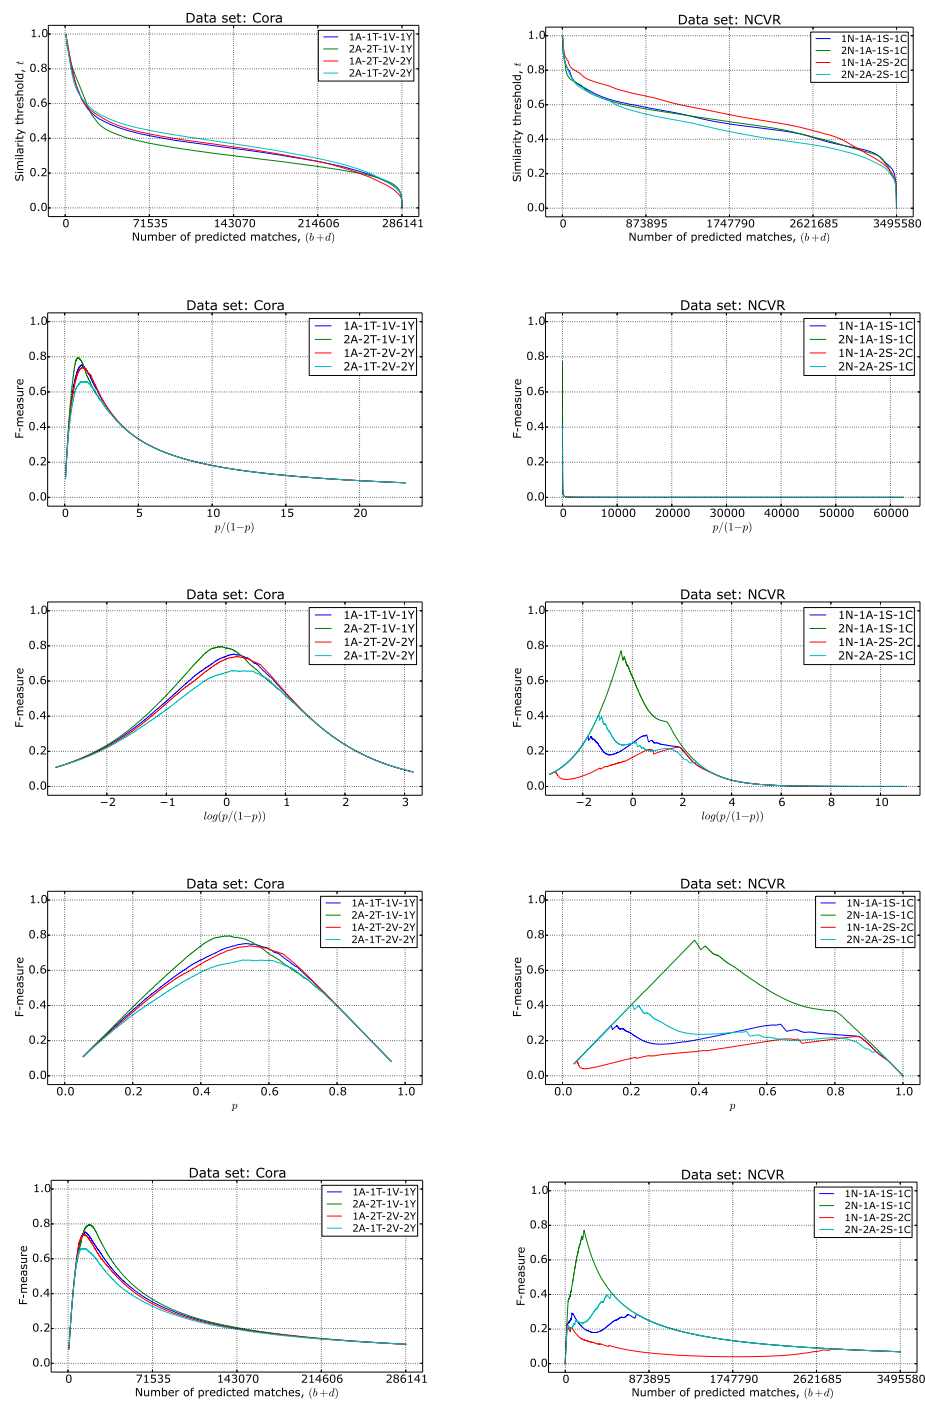 Data set: Cora
Similarity threshold, t
1.0
0.8
0.6
0.4
0.2
0.0
1A-1T-1V-1Y
2A-2T-1V-1Y
1A-2T-2V-2Y
2A-1T-2V-2Y
0 71535 143070 214606 286141
Number of predicted matches, (b+d)
Data set: NCVR
Similarity threshold, t
1.0
0.8
0.6
0.4
0.2
0.0
1N-1A-1S-1C
2N-1A-1S-1C
1N-1A-2S-2C
2N-2A-2S-1C
0 873895 1747790 2621685 3495580
Number of predicted matches, (b+d)
Data set: Cora
F-measure
1.0
0.8
0.6
0.4
0.2
0.0
1A-1T-1V-1Y
2A-2T-1V-1Y
1A-2T-2V-2Y
2A-1T-2V-2Y
0 5 10 15 20
p/(1−p)
Data set: NCVR
F-measure
1.0
0.8
0.6
0.4
0.2
0.0
1N-1A-1S-1C
2N-1A-1S-1C
1N-1A-2S-2C
2N-2A-2S-1C
0 10000 20000 30000 40000 50000 60000
p/(1−p)
Data set: Cora
F-measure
1.0
0.8
0.6
0.4
0.2
0.0
1A-1T-1V-1Y
2A-2T-1V-1Y
1A-2T-2V-2Y
2A-1T-2V-2Y
−2 −1 0 1 2 3
log(p/(1−p))
Data set: NCVR
F-measure
1.0
0.8
0.6
0.4
0.2
0.0
1N-1A-1S-1C
2N-1A-1S-1C
1N-1A-2S-2C
2N-2A-2S-1C
−2 0 2 4 6 8 10
log(p/(1−p))
Data set: Cora
F-measure
1.0
0.8
0.6
0.4
0.2
0.0
1A-1T-1V-1Y
2A-2T-1V-1Y
1A-2T-2V-2Y
2A-1T-2V-2Y
0.0 0.2 0.4 0.6 0.8 1.0
p
Data set: NCVR
F-measure
1.0
0.8
0.6
0.4
0.2
0.0
1N-1A-1S-1C
2N-1A-1S-1C
1N-1A-2S-2C
2N-2A-2S-1C
0.0 0.2 0.4 0.6 0.8 1.0
p
Data set: Cora
F-measure
1.0
0.8
0.6
0.4
0.2
0.0
1A-1T-1V-1Y
2A-2T-1V-1Y
1A-2T-2V-2Y
2A-1T-2V-2Y
0 71535 143070 214606 286141
Number of predicted matches, (b+d)
Data set: NCVR
F-measure
1.0
0.8
0.6
0.4
0.2
0.0
1N-1A-1S-1C
2N-1A-1S-1C
1N-1A-2S-2C
2N-2A-2S-1C
0 873895 1747790 2621685 3495580
Number of predicted matches, (b+d)